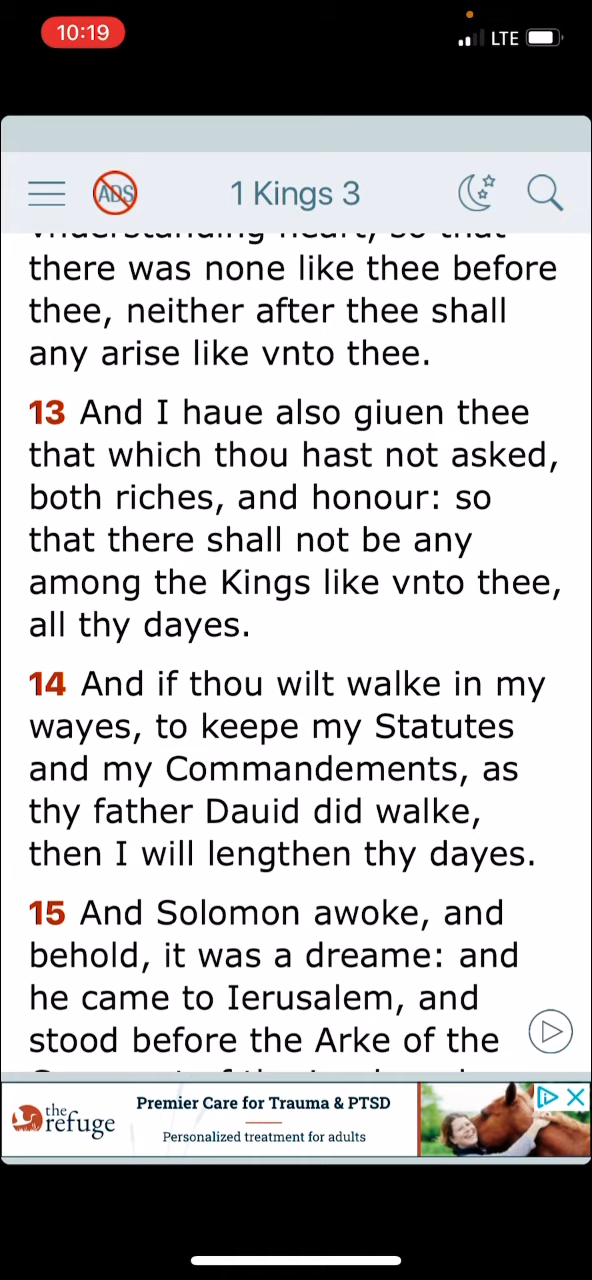 10:19
LTE
ADS
1 Kings 3
understanding heart, so that
there was none like thee before
thee, neither after thee shall
any arise like vnto thee.
13 And I haue also giuen thee
that which thou hast not asked,
both riches, and honour: so
that there shall not be any
among the Kings like vnto thee,
all thy dayes.
14 And if thou wilt walke in my
wayes, to keepe my Statutes
and my Commandements, as
thy father Dauid did walke,
then I will lengthen thy dayes.
15 And Solomon awoke, and
behold, it was a dreame: and
he came to Ierusalem, and
stood before the Arke of the
the refuge
Premier Care for Trauma & PTSD
Personalized treatment for adults